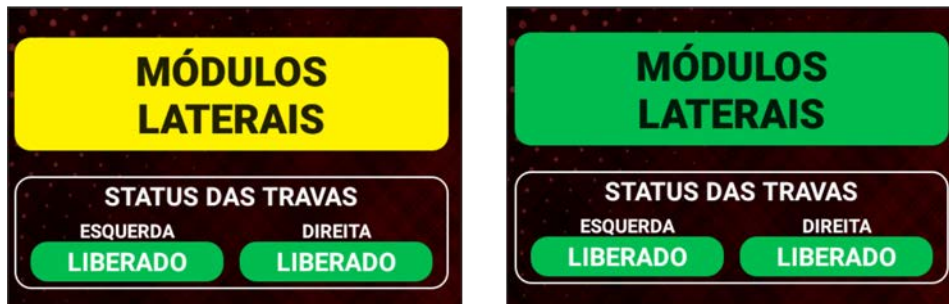 MÓDULOS
LATERAIS
STATUS DAS TRAVAS
ESQUERDA DIREITA
LIBERADO LIBERADO
MÓDULOS
LATERAIS
STATUS DAS TRAVAS
ESQUERDA DIREITA
LIBERADO LIBERADO